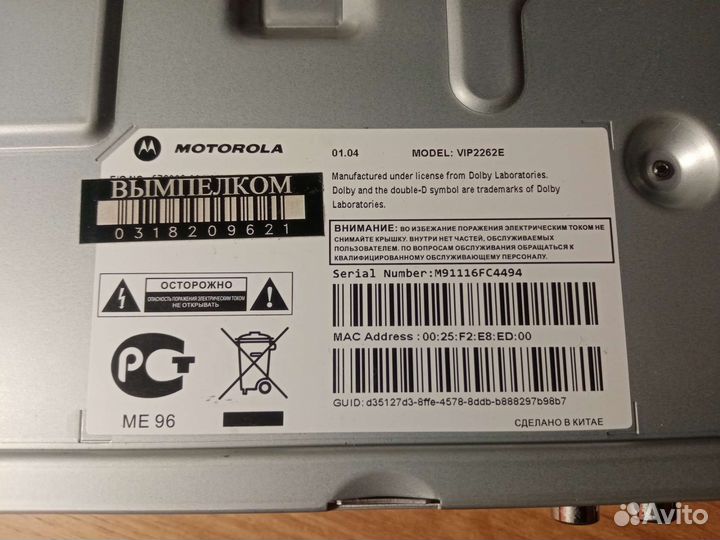 MOTOROLA
01.04 MODEL: VIP2262E
ВЫМПЕЛКОМ
0318209621
Manufactured under license from Dolby Laboratories.
Dolby and the double-D symbol are trademarks of Dolby
Laboratories.
ВНИМАНИЕ: ВО ИЗБЕЖАНИЕ ПОРАЖЕНИЯ ЭЛЕКТРИЧЕСКИМ ТОКОМ НЕ
СНИМАЙТЕ КРЫШКУ. ВНУТРИ НЕТ ЧАСТЕЙ, ОБСЛУЖИВАЕМЫХ
ПОЛЬЗОВАТЕЛЕМ. ПО ВОПРОСАМ ОБСЛУЖИВАНИЯ ОБРАЩАТЬСЯ К
КВАЛИФИЦИРОВАННОМУ ОБСЛУЖИВАЮЩЕМУ ПЕРСОНАЛУ.
Serial Number:M91116FC4494
ОСТОРОЖНО
ОПАСНОСТЬ ПОРАЖЕНИЯ ЭЛЕКТРИЧЕСКИМ ТОКОМ
НЕ ОТКРЫВАТЬ
MAC Address : 00:25:F2:E8:ED:00
РСТ
GUID: d35127d3-8ffe-4578-8ddb-b888297b98b7
ME 96
СДЕЛАНО В КИТАЕ
Avito